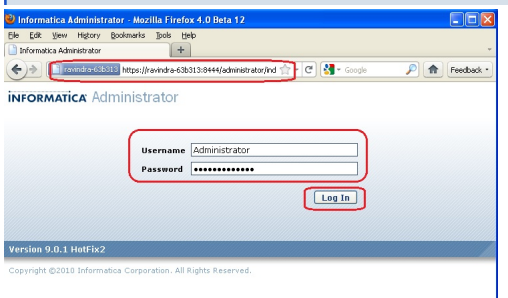 Informatica Administrator - Mozilla Firefox 4.0 Beta 12
File Edit View History Bookmarks Tools Help
Informatica Administrator +
ravindra-63b313 https://ravindra-63b313:8444/administrator/ind Google Feedback
INFORMATICA Administrator
Username Administrator
Password •••••••••••••
Log In
Version 9.0.1 HotFix2
Copyright ©2010 Informatica Corporation. All Rights Reserved.